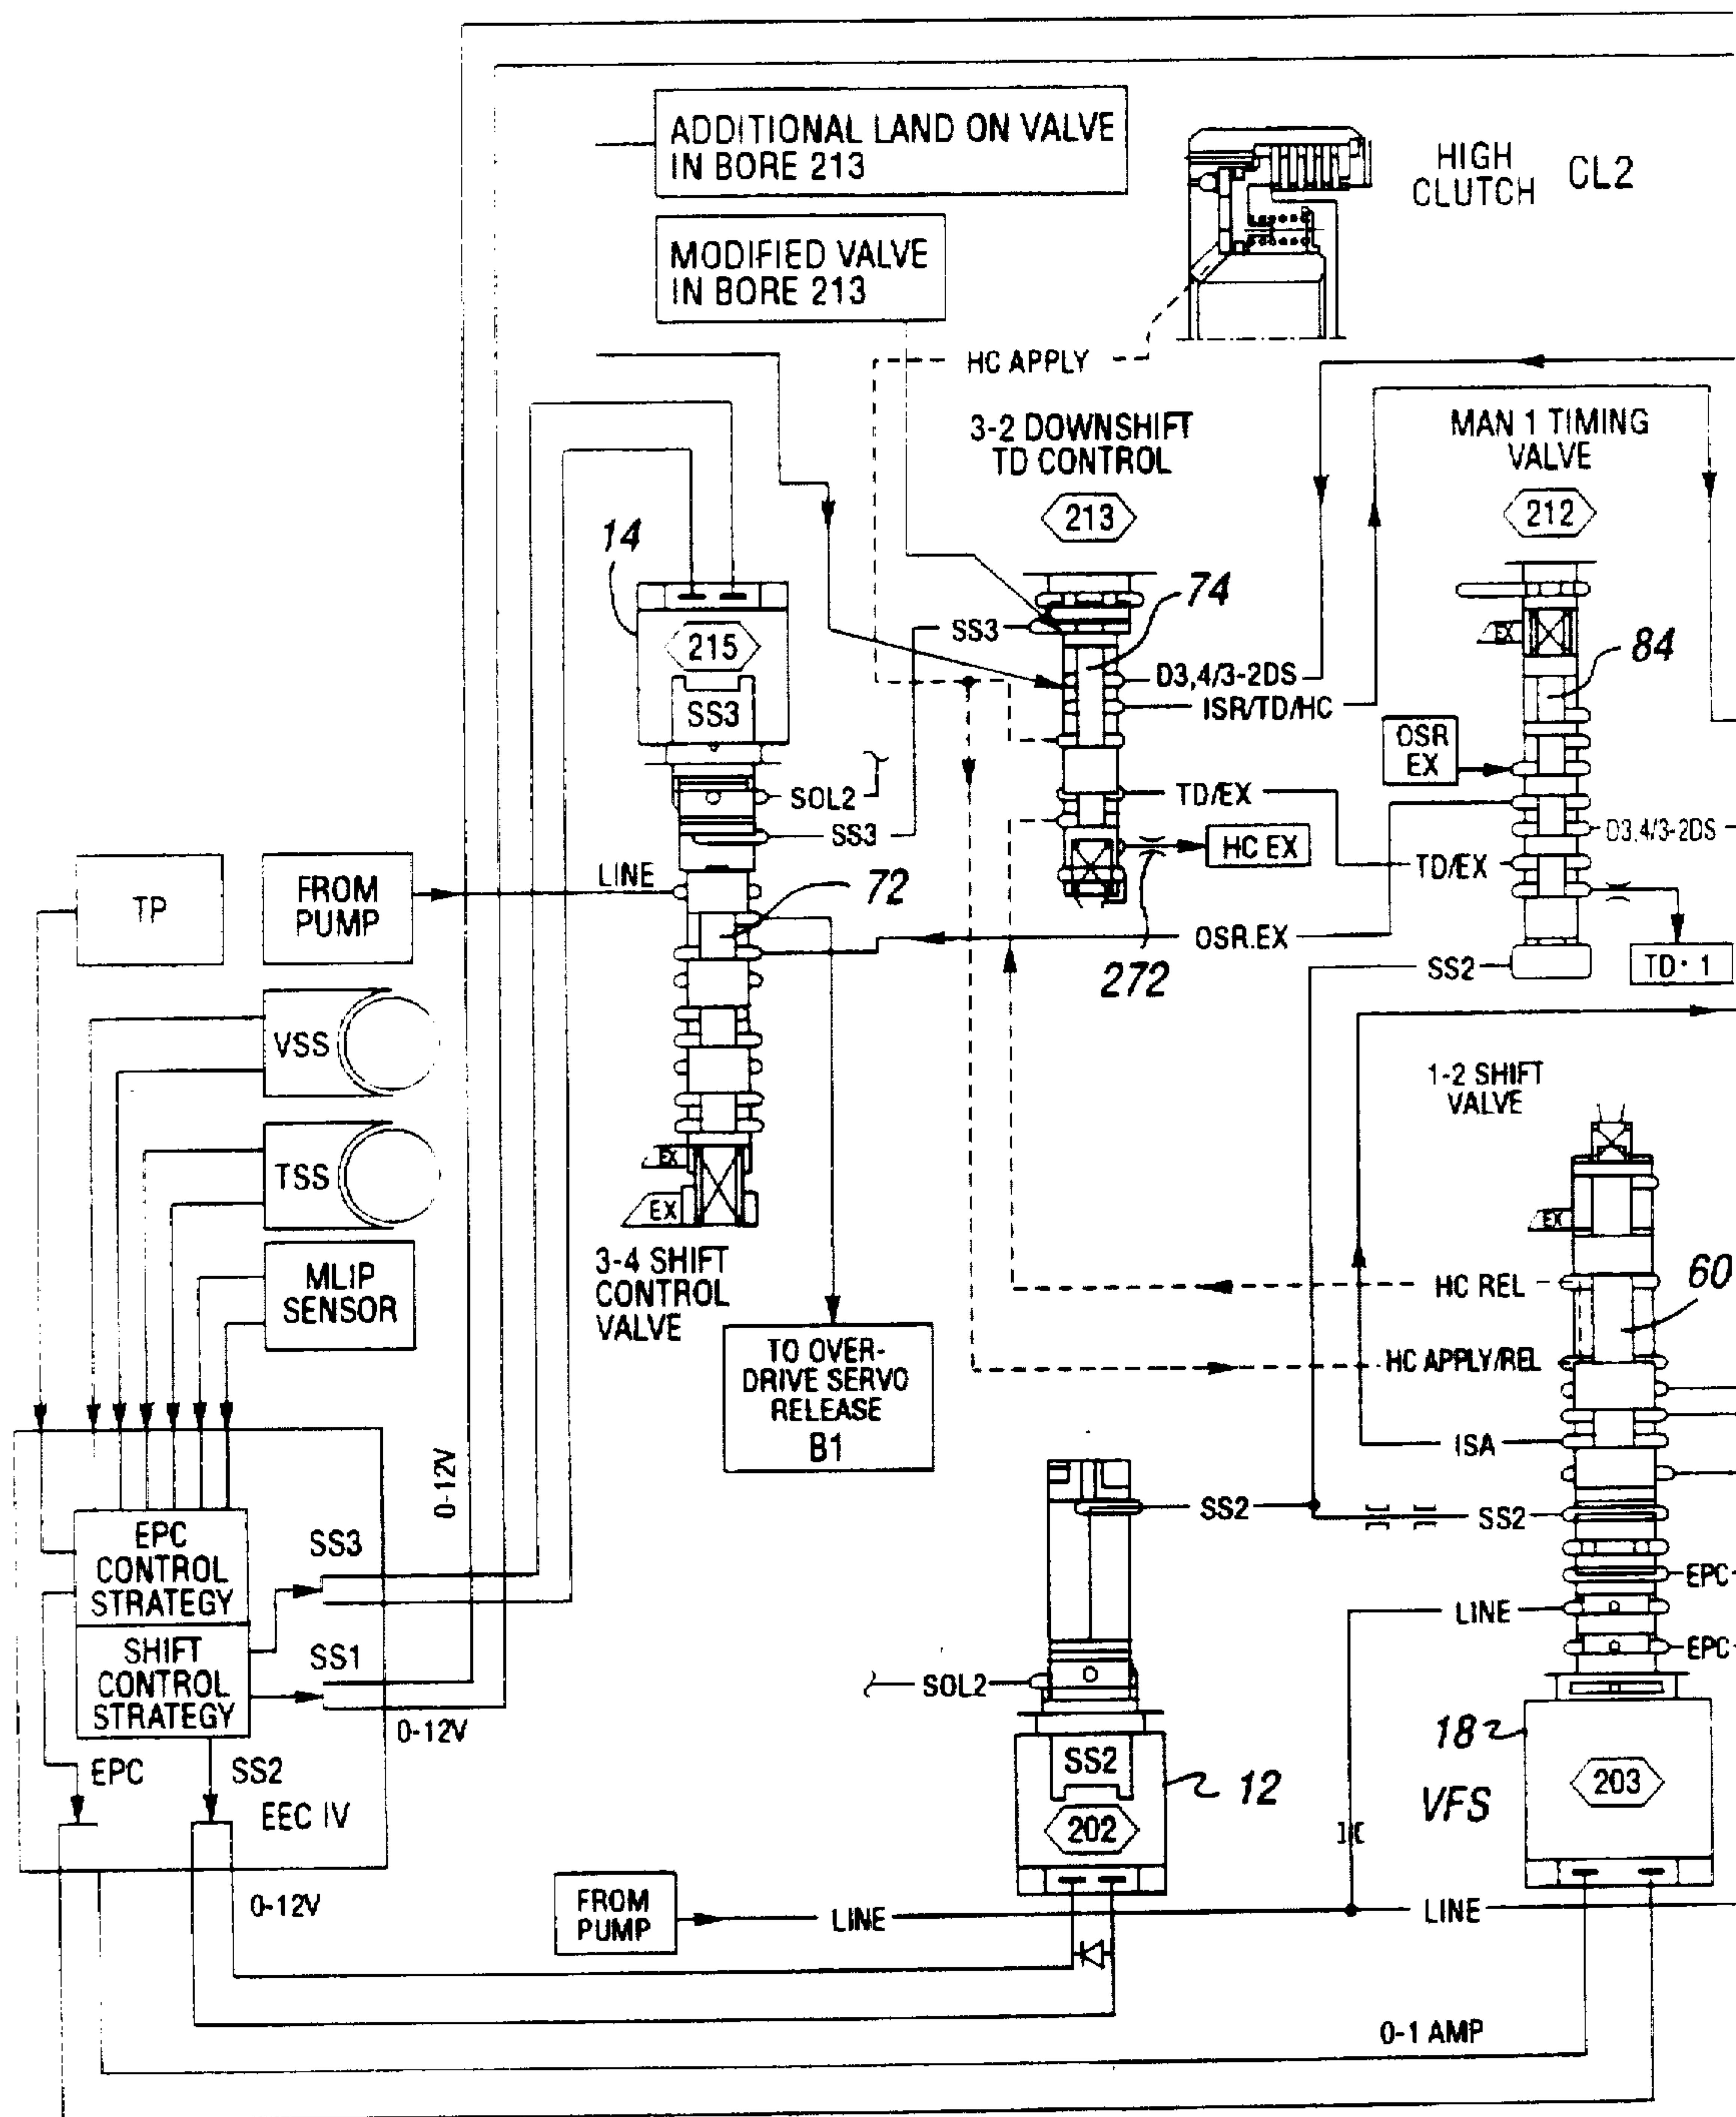 ADDITIONAL LAND ON VALVE
IN BORE 213
HIGH
CLUTCH CL2
MODIFIED VALVE
IN BORE 213
HC APPLY
3-2 DOWNSHIFT
TD CONTROL
MAN 1 TIMING
VALVE
213
212
14
74
SS3
EX
215
84
D3,4/3-2DS
SS3
ISR/TD/HC
OSR
EX
SOL2
TD/EX
SS3
D3,4/3-2DS
HC EX
TD/EX
LINE
72
TP
FROM
PUMP
OSR.EX
SS2
TD· 1
272
VSS
1-2 SHIFT
VALVE
EX
TSS
EX
EX
3-4 SHIFT
CONTROL
VALVE
MLIP
SENSOR
HC REL
60
TO OVER-
DRIVE SERVO
RELEASE
B1
HC APPLY/REL
ISA
0-12V
SS2
SS2
EPC
CONTROL
STRATEGY
SS3
EPC
LINE
SHIFT
CONTROL
STRATEGY
SS1
EPC
SOL2
0-12V
18
EPC
SS2
SS2
12
203
VFS
EEC IV
202
0-12V
FROM
PUMP
LINE
LINE
0-1 AMP